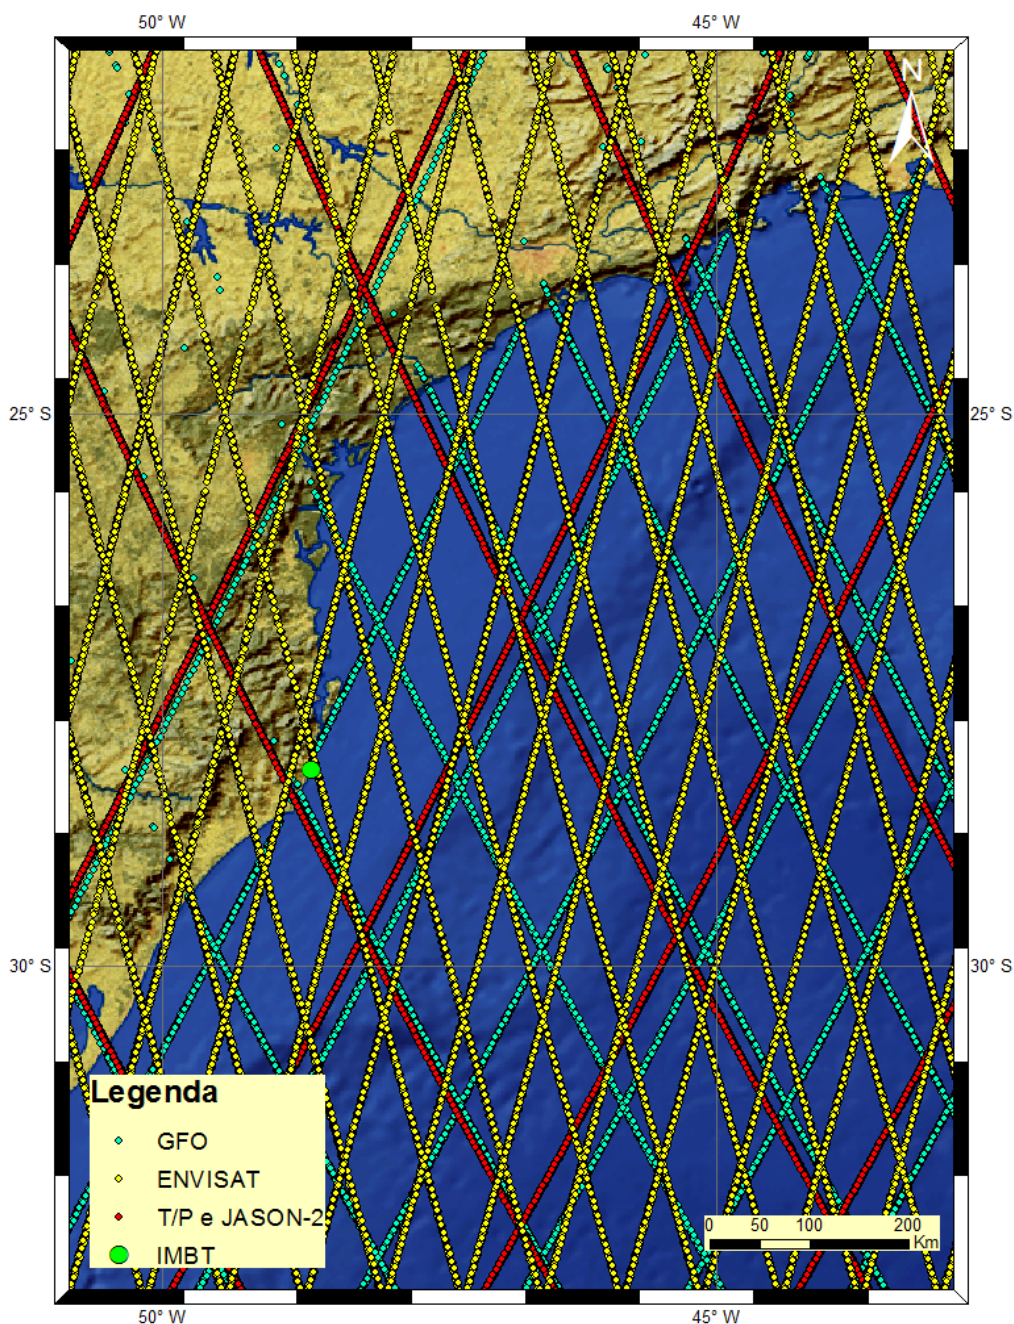 50° W 45° W
N
25° S 25° S
30° S 30° S
Legenda
GFO
ENVISAT
T/P e JASON-2
IMBT
0 50 100 200
Km
50° W 45° W